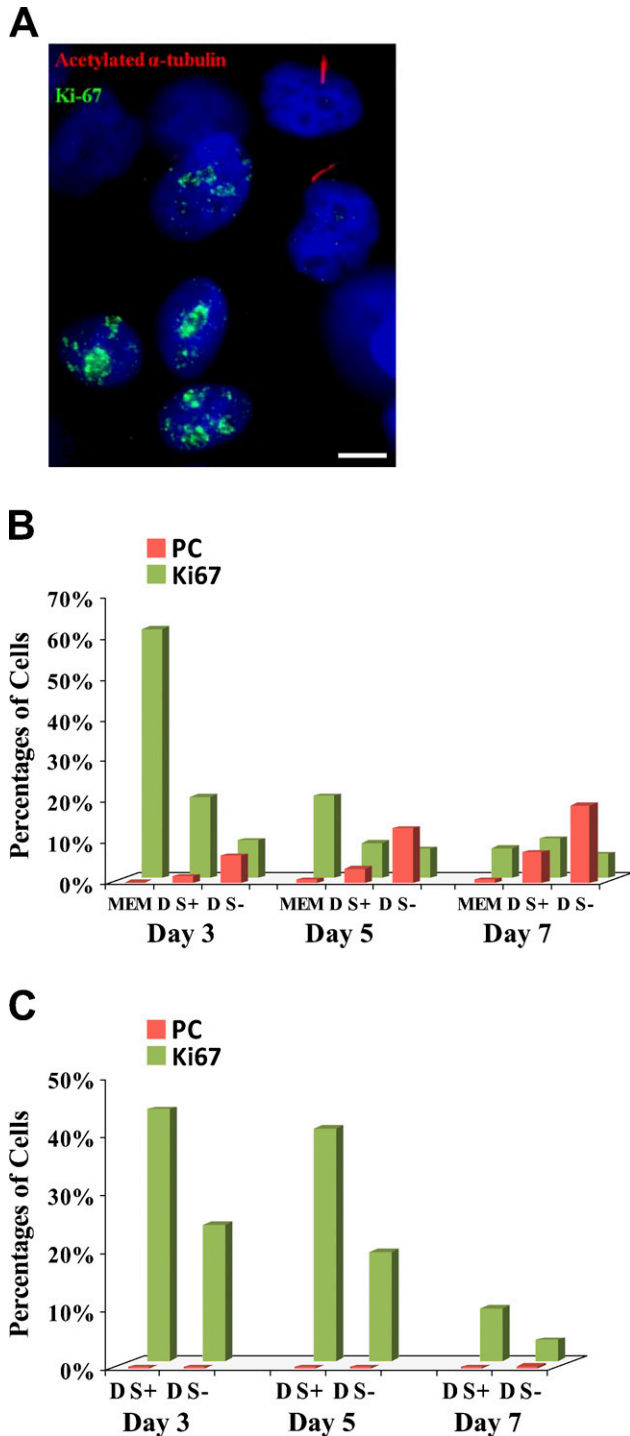 A
Acetylated α-tubulin
Ki-67
B
PC
Ki67
70%
60%
50%
40%
30%
20%
10%
0%
Percentages of Cells
MEM D S+ D S- MEM D S+ D S- MEM D S+ D S-
Day 3 Day 5 Day 7
C
PC
Ki67
50%
40%
30%
20%
10%
0%
Percentages of Cells
D S+ D S- D S+ D S- D S+ D S-
Day 3 Day 5 Day 7